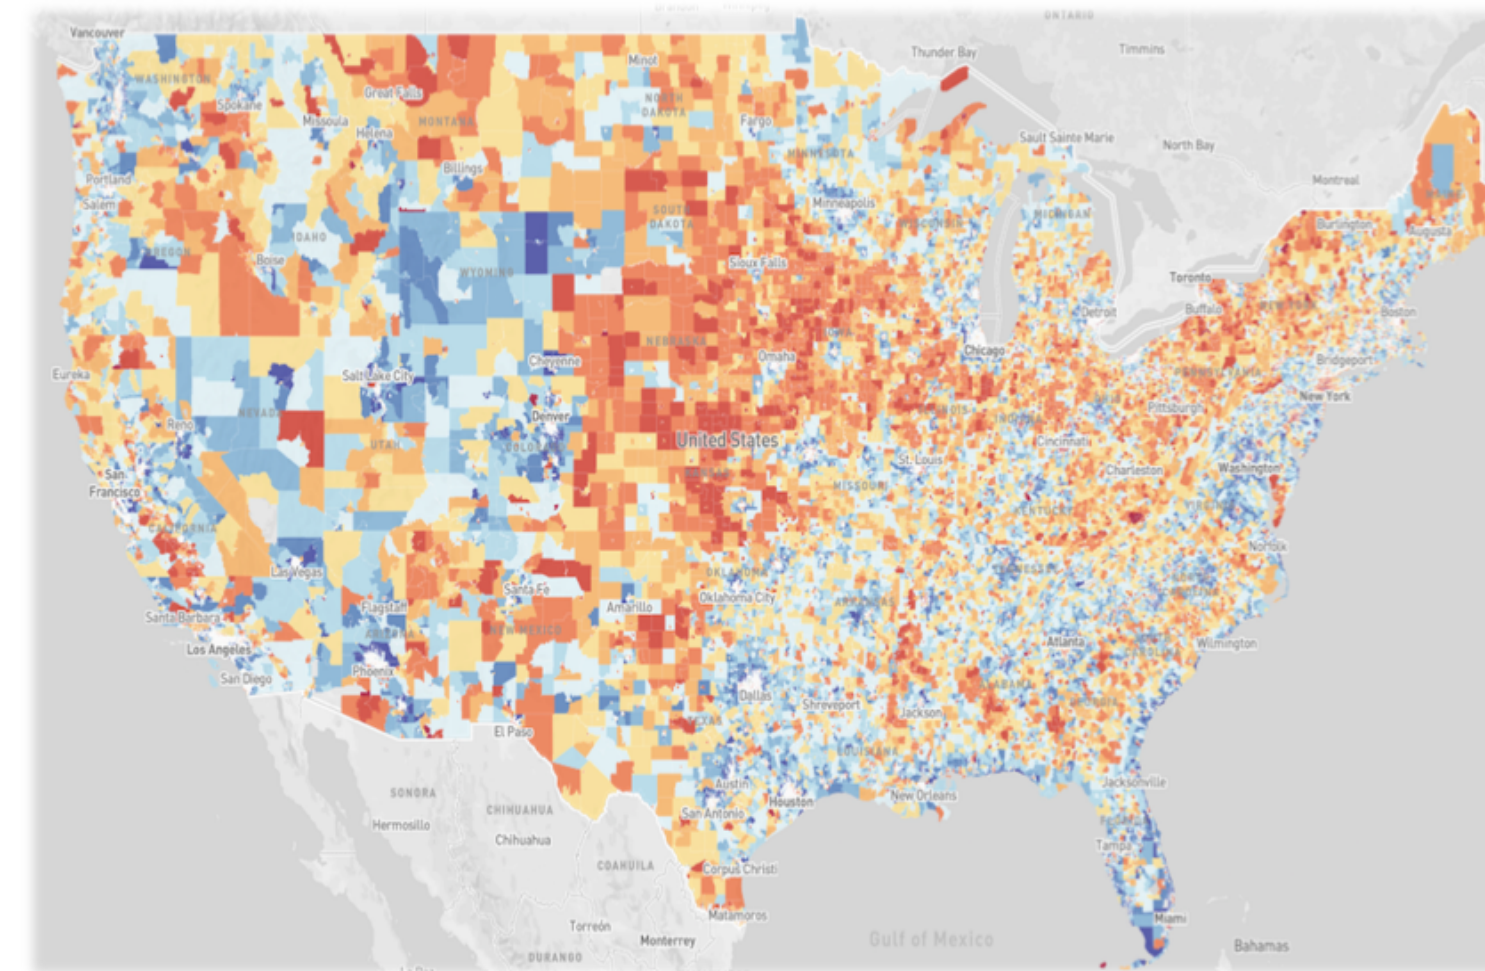 ONTARIO
Vancouver
Thunder Bay
Timmins
Minot
WASHINGTON
Great Falls
Spokane
NORTH
DAKOTA
MONTANA
Missoula
Helena
Fargo
Sault Sainte Marie
North Bay
MINNESOTA
Billings
Portland
Montreal
Salem
Minneapolis
SOUTH
DAKOTA
WISCONSIN
MICHIGAN
Burlington
Augusta
IDAHO
OREGON
Boise
Sioux Falls
WYOMING
Toronto
Buffalo
Detroit
Boston
NEBRASKA
Chicago
Cheyenne
Omaha
Bridgeport
Eureka
Salt Lake City
PENNSYLVANIA
New York
Pittsburgh
NEVADA
Denver
Reno
ILLINOIS
United States
UTAH
Cincinnati
St. Louis
Charleston
Washington
San
Francisco
MISSOURI
KENTUCKY
CALIFORNIA
Norfolk
Las Vegas
OKLAHOMA
Santa Fe
Oklahoma City
Amarillo
Flagstaff
ARKANSAS
Santa Barbara
ARIZONA
NEW MEXICO
Los Angeles
Atlanta
Wilmington
Phoenix
San Diego
Dallas
Shreveport
Jackson
TEXAS
El Paso
LOUISIANA
Jacksonville
Austin
SONORA
Houston
New Orleans
CHIHUAHUA
San Antonio
Hermosillo
Chihuahua
Tampa
COAHUILA
Corpus Christi
Matamoros
Miami
Torreón
Monterrey
Gulf of Mexico
Bahamas
DURANGO